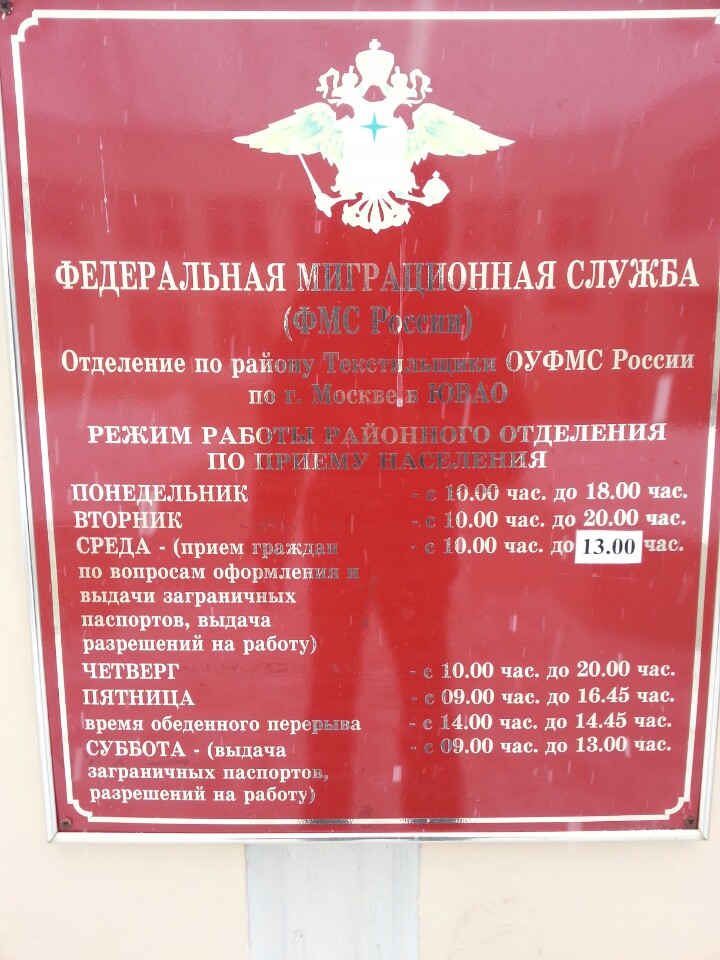 ФЕДЕРАЛЬНАЯ МИГРАЦИОННАЯ СЛУЖБА
(ФМС России)
Отделение по району Текстильщики ОУФМС России
по г. Москве в ЮВАО
РЕЖИМ РАБОТЫ РАЙОННОГО ОТДЕЛЕНИЯ
ПО ПРИЕМУ НАСЕЛЕНИЯ
ПОНЕДЕЛЬНИК - с 10.00 час. до 18.00 час.
ВТОРНИК - с 10.00 час. до 20.00 час.
СРЕДА - (прием граждан - с 10.00 час. до 13.00 час.
по вопросам оформления и
выдачи заграничных
паспортов, выдача
разрешений на работу)
ЧЕТВЕРГ - с 10.00 час. до 20.00 час.
ПЯТНИЦА - с 09.00 час. до 16.45 час.
время обеденного перерыва - с 14.00 час. до 14.45 час.
СУББОТА - (выдача - с 09.00 час. до 13.00 час.
заграничных паспортов,
разрешений на работу)